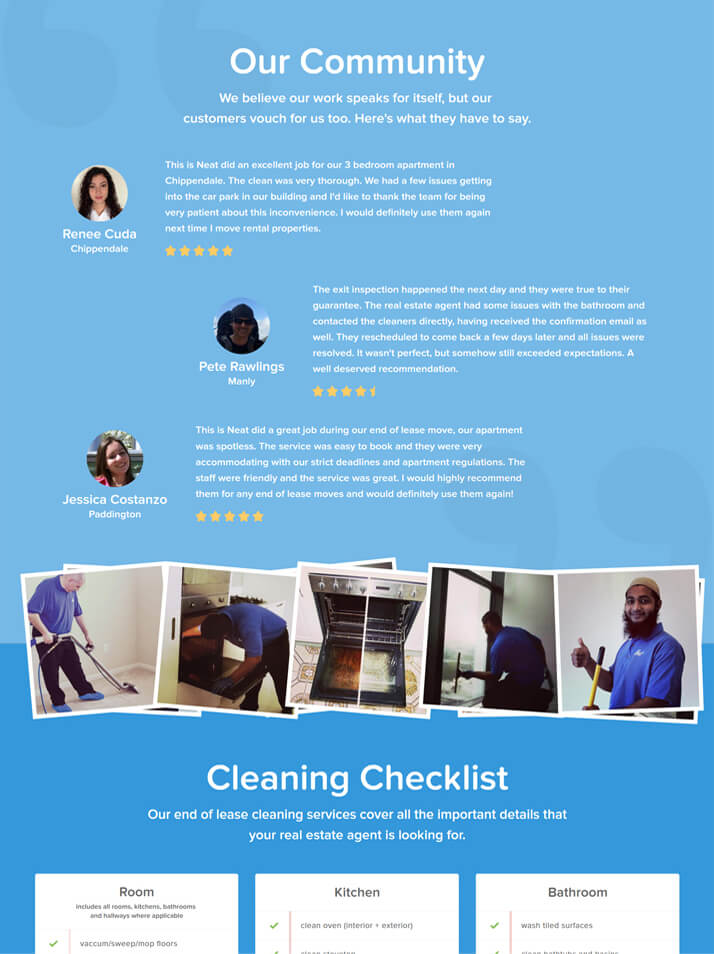 Our Community
We believe our work speaks for itself, but our
customers vouch for us too. Here's what they have to say.
This is Neat did an excellent job for our 3 bedroom apartment in
Chippendale. The clean was very thorough. We had a few issues getting
into the car park in our building and I'd like to thank the team for being
very patient about this inconvenience. I would definitely use them again
next time I move rental properties.
Renee Cuda
Chippendale
The exit inspection happened the next day and they were true to their
guarantee. The real estate agent had some issues with the bathroom and
contacted the cleaners directly, having received the confirmation email as
well. They rescheduled to come back a few days later and all issues were
resolved. It wasn't perfect, but somehow still exceeded expectations. A
well deserved recommendation.
Pete Rawlings
Manly
This is Neat did a great job during our end of lease move, our apartment
was spotless. The service was easy to book and they were very
accommodating with our strict deadlines and apartment regulations. The
staff were friendly and the service was great. I would highly recommend
them for any end of lease moves and would definitely use them again!
Jessica Costanzo
Paddington
Cleaning Checklist
Our end of lease cleaning services cover all the important details that
your real estate agent is looking for.
Room
includes all rooms, kitchens, bathrooms
and hallways where applicable
vaccum/sweep/mop floors
Kitchen
clean oven (interior + exterior)
clean stovetop
Bathroom
wash tiled surfaces
clean bathtubs and basins